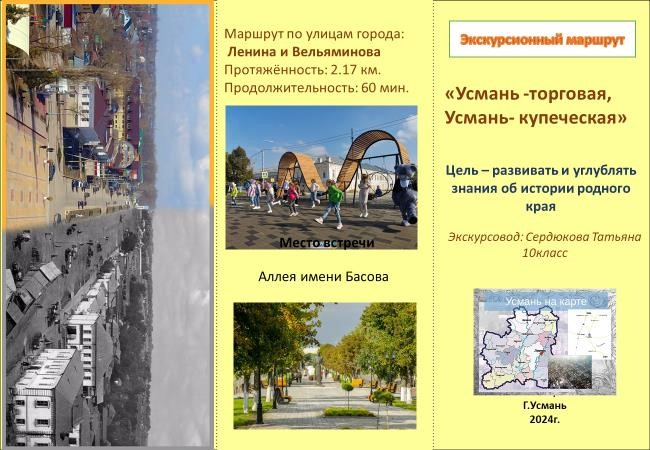 Маршрут по улицам города:
Ленина и Вельяминова
Протяжённость: 2.17 км.
Продолжительность: 60 мин.
Место встречи
Аллея имени Басова
Экскурсионный маршрут
«Усмань -торговая,
Усмань- купеческая»
Цель – развивать и углублять
знания об истории родного
края
Экскурсовод: Сердюкова Татьяна
10класс
Усмань на карте
Г.Усмань
2024г.